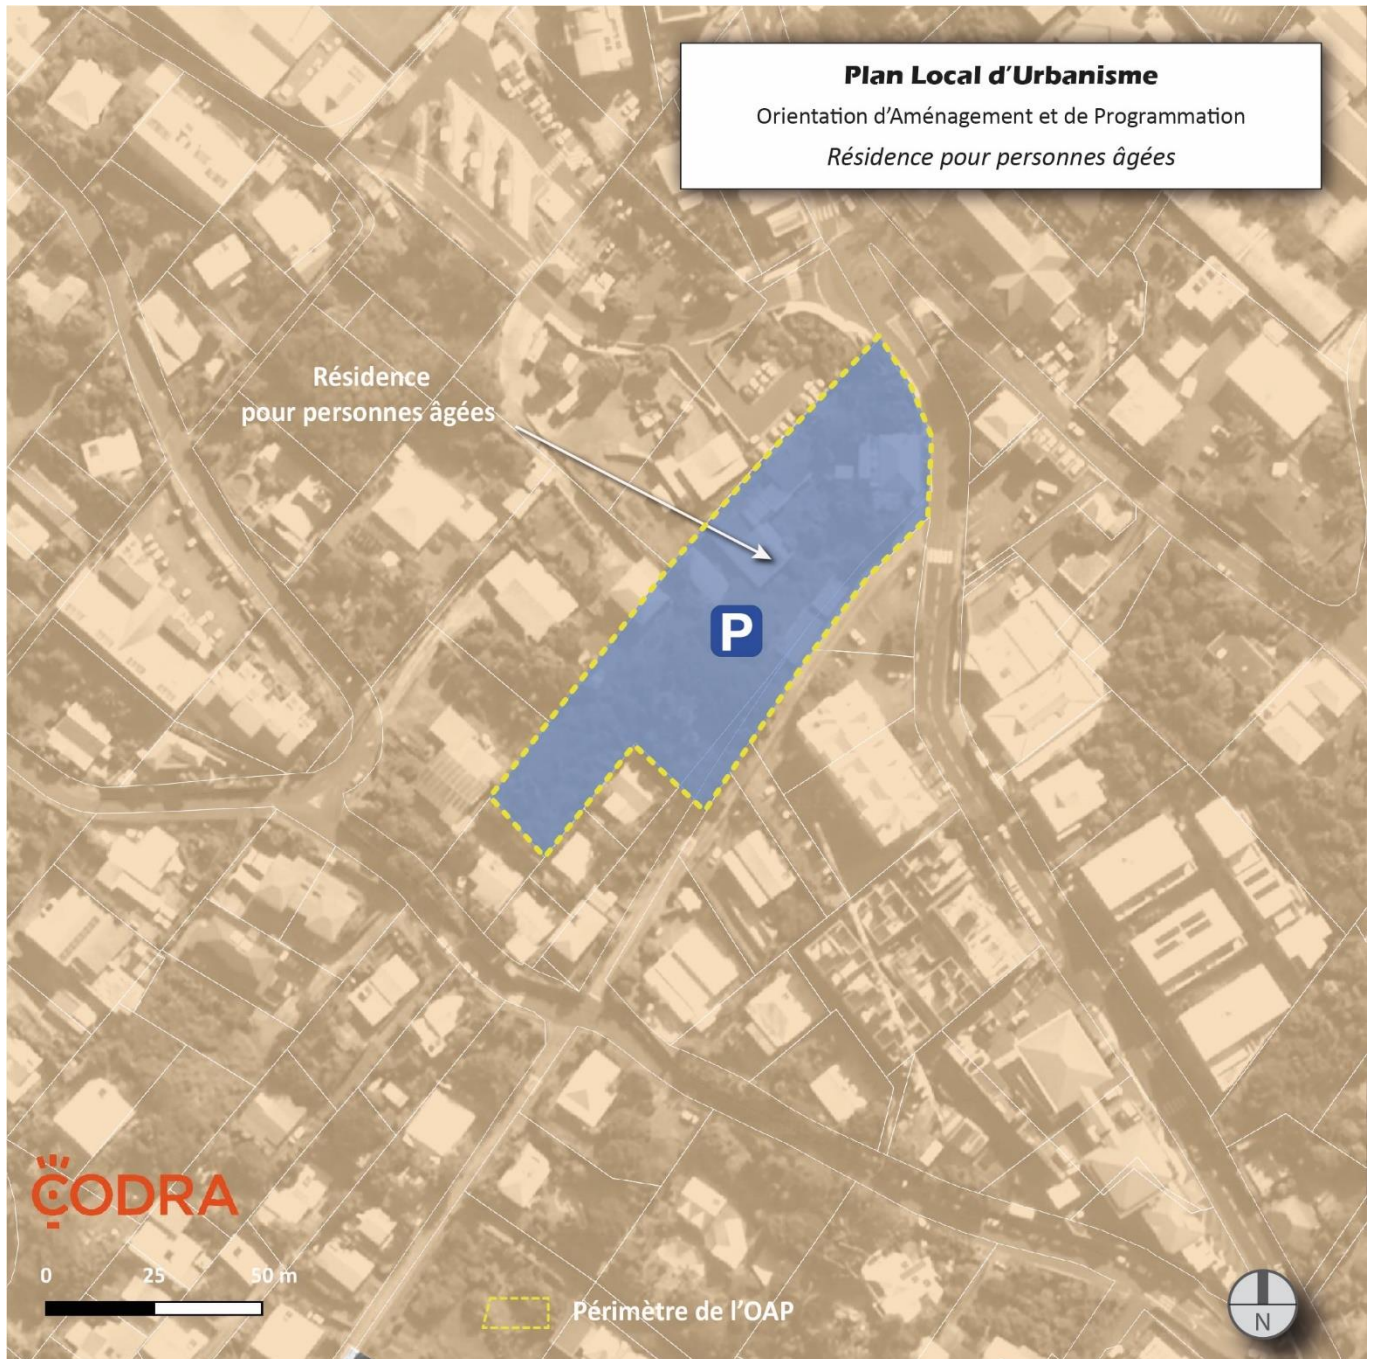 Plan Local d'Urbanisme
Orientation d'Aménagement et de Programmation
Résidence pour personnes âgées
Résidence
pour personnes âgées
P
CODRA
0 25 50 m
Périmètre de l'OAP
N